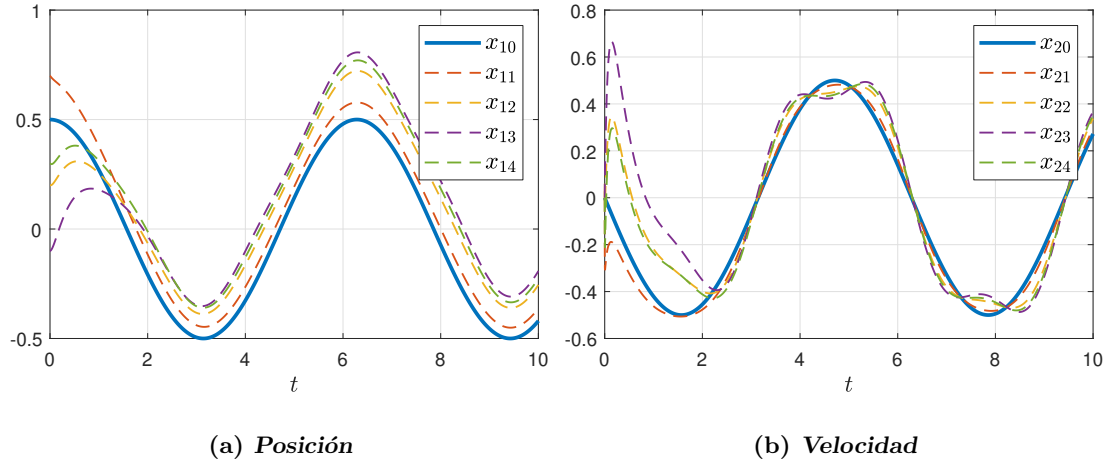 1
0.5
0
-0.5
0 2 4 6 8 10
t
x₁₀
x₁₁
x₁₂
x₁₃
x₁₄
(a) Posición
0.8
0.6
0.4
0.2
0
-0.2
-0.4
-0.6
0 2 4 6 8 10
t
x₂₀
x₂₁
x₂₂
x₂₃
x₂₄
(b) Velocidad